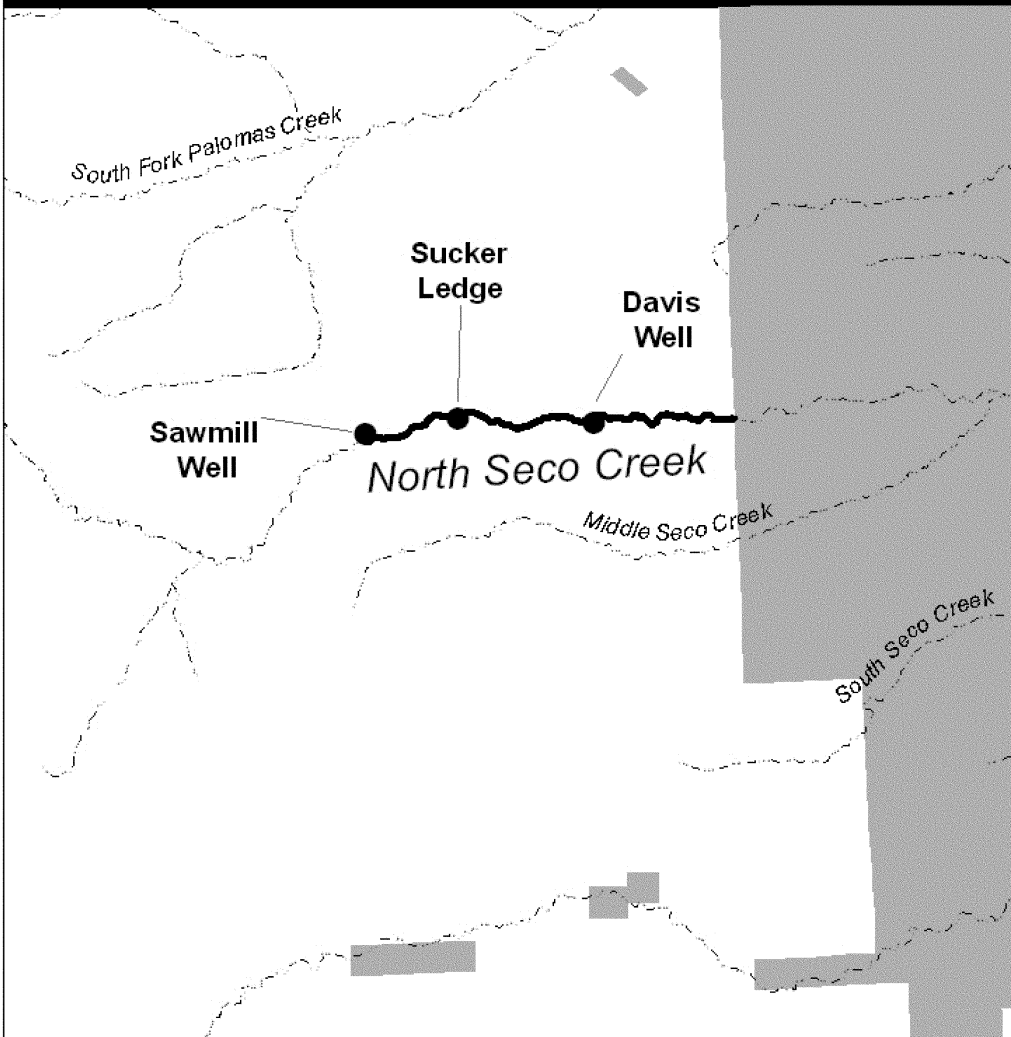 South Fork Palomas Creek
Sucker
Ledge
Davis
Well
Sawmill
Well
North Seco Creek
Middle Seco Creek
South Seco Creek